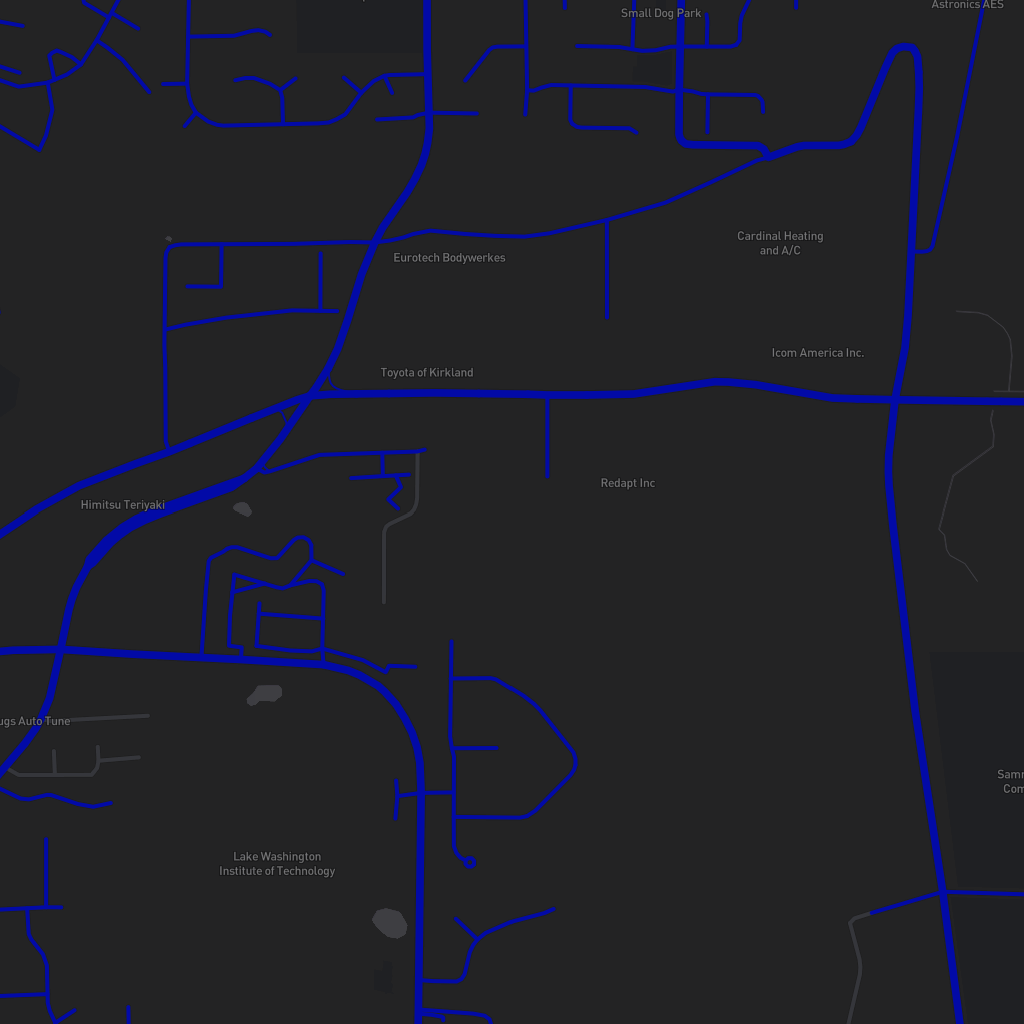 Astronics AES
Small Dog Park
Cardinal Heating
and A/C
Eurotech Bodywerkes
Icom America Inc.
Toyota of Kirkland
Redapt Inc
Himitsu Teriyaki
ugs Auto Tune
Samm
Com
Lake Washington
Institute of Technology